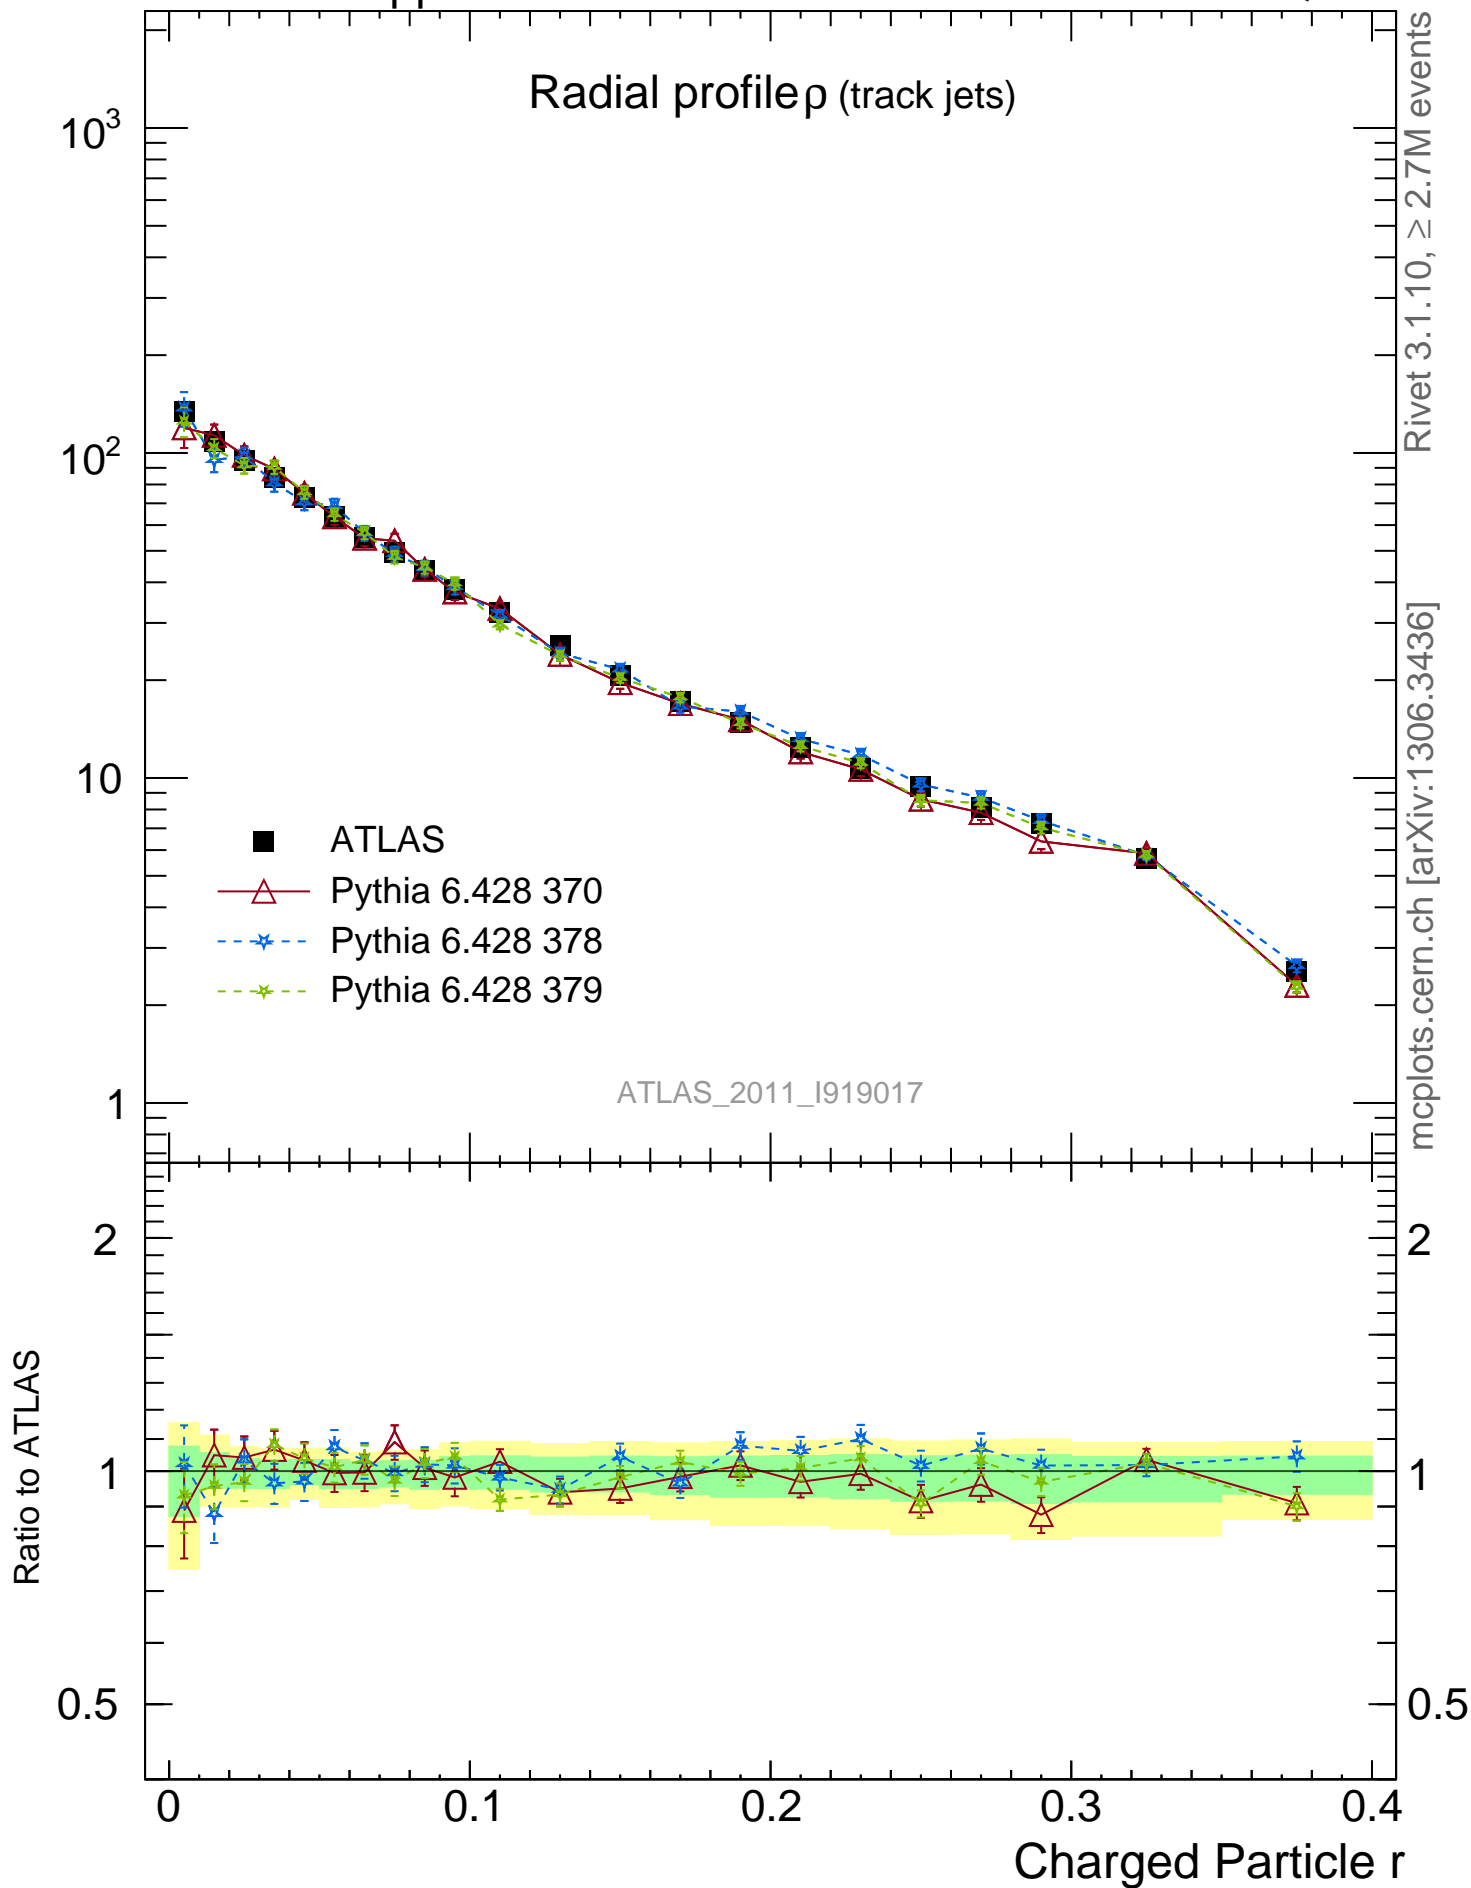 Radial profile ρ (track jets)
10³
10²
10
1
ATLAS
Pythia 6.428 370
Pythia 6.428 378
Pythia 6.428 379
ATLAS_2011_I919017
Rivet 3.1.10, ≥ 2.7M events
mcplots.cern.ch [arXiv:1306.3436]
Ratio to ATLAS
2
1
0.5
2
1
0.5
0 0.1 0.2 0.3 0.4
Charged Particle r